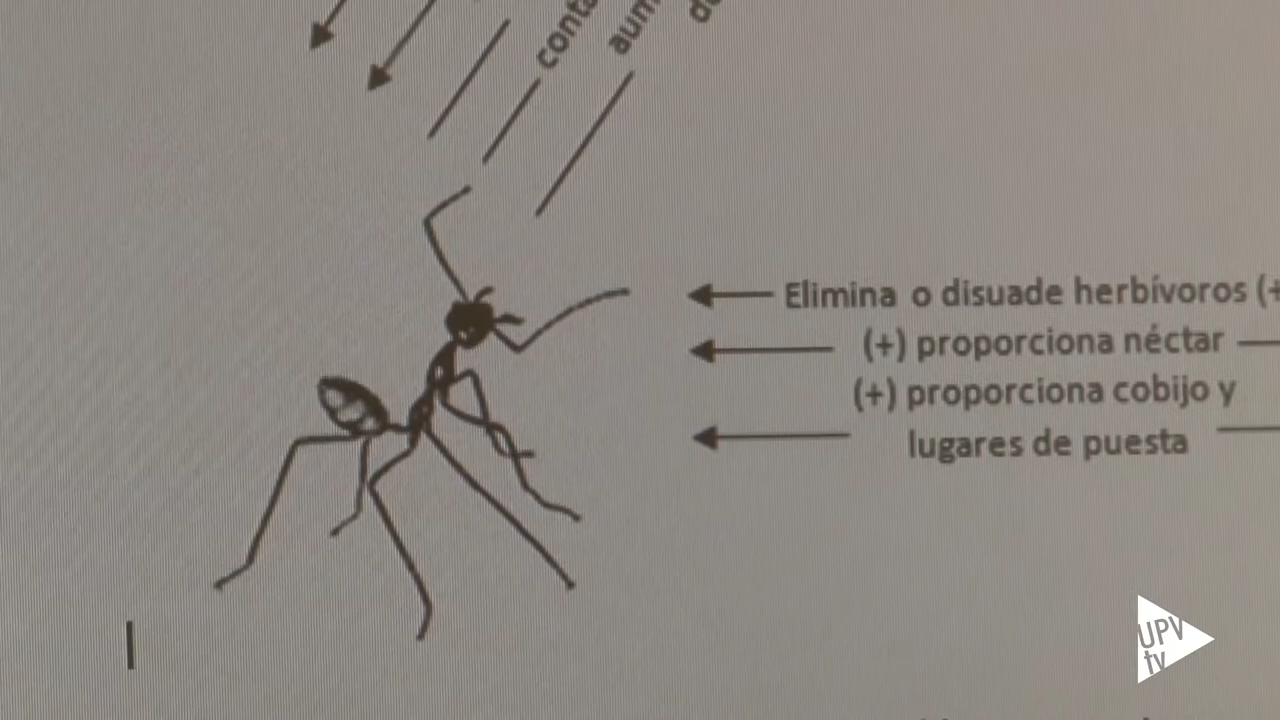 Elimina o disuade herbívoros (+
(+) proporciona néctar
(+) proporciona cobijo y
lugares de puesta
UPV
tv